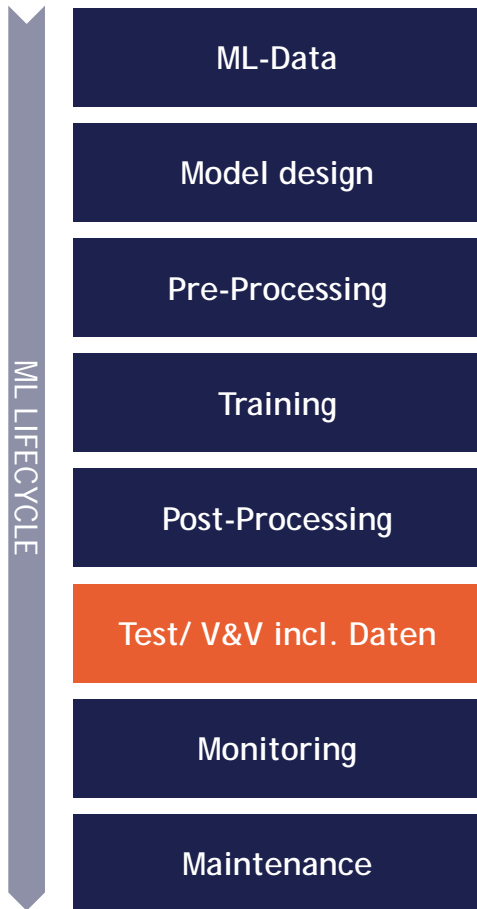 ML LIFECYCLE
ML-Data
Model design
Pre-Processing
Training
Post-Processing
Test/ V&V incl. Daten
Monitoring
Maintenance